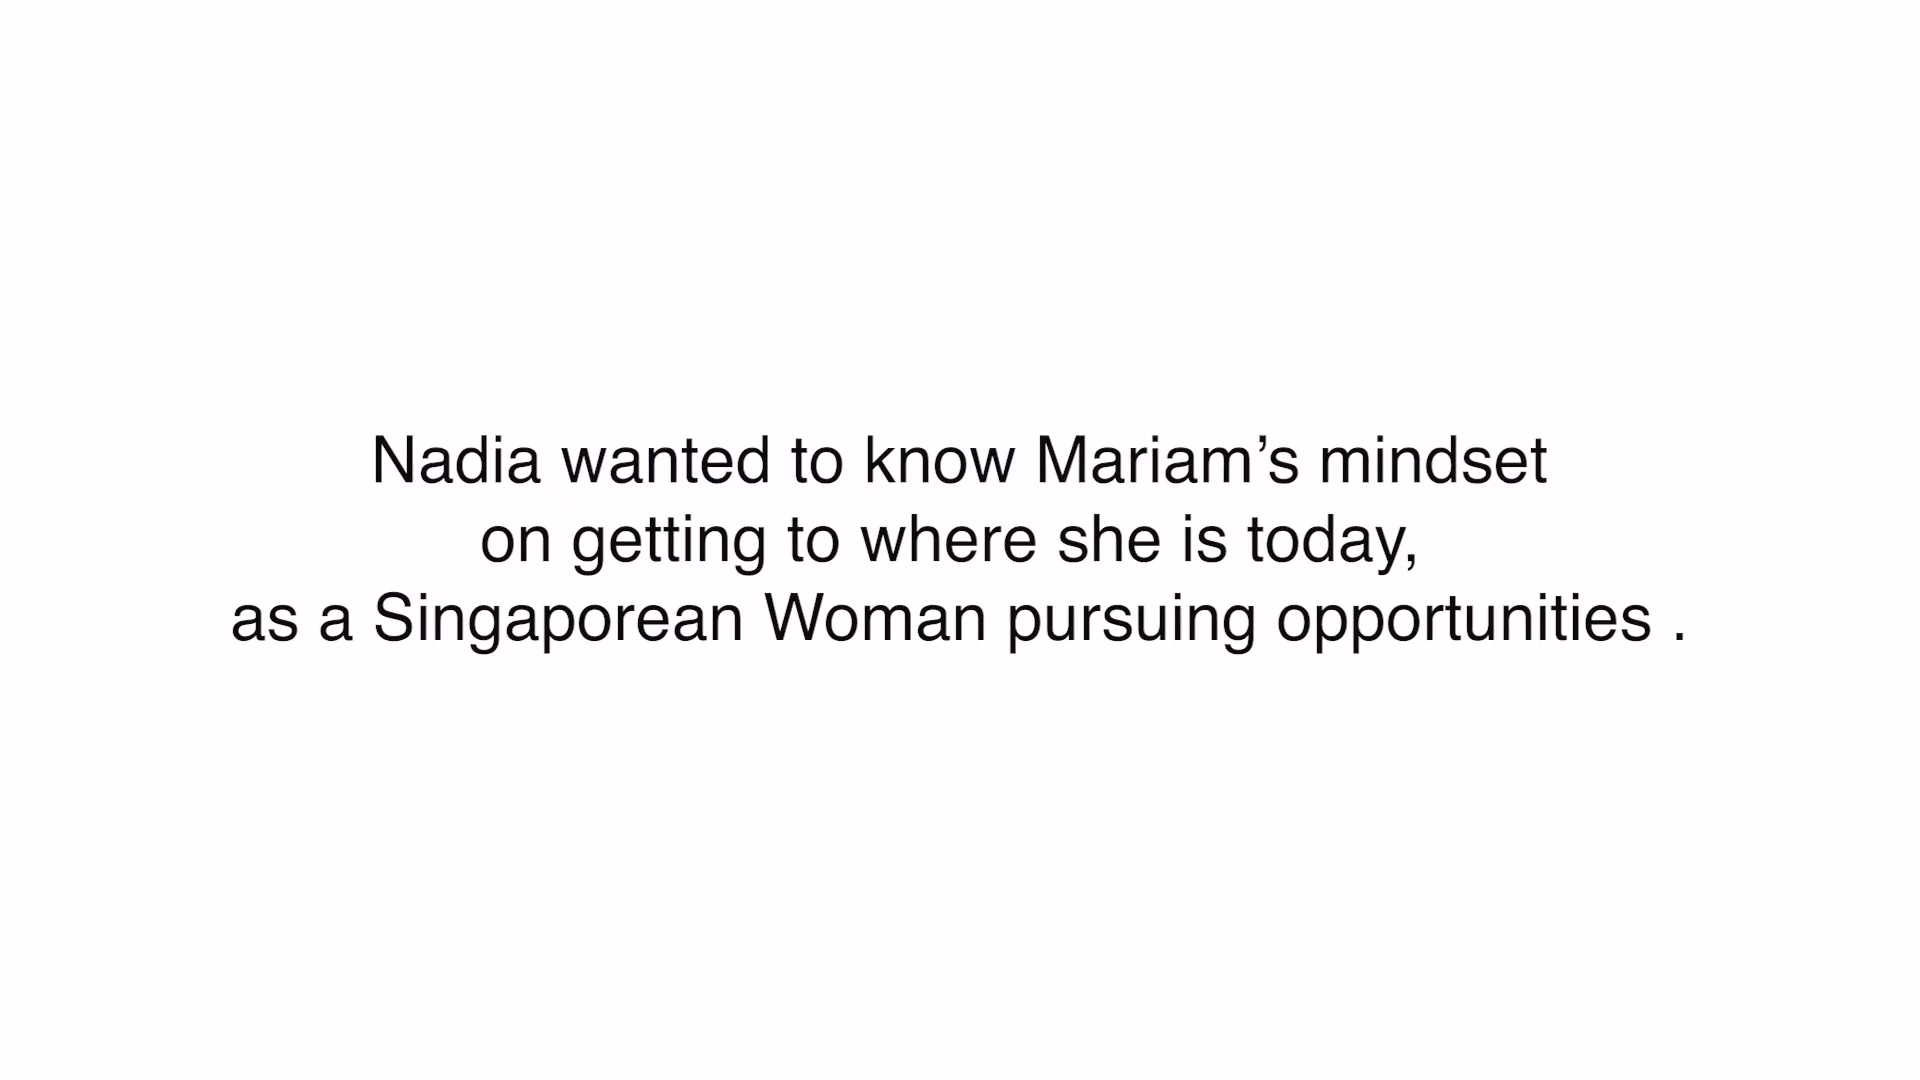 Nadia wanted to know Mariam’s mindset
on getting to where she is today,
as a Singaporean Woman pursuing opportunities .